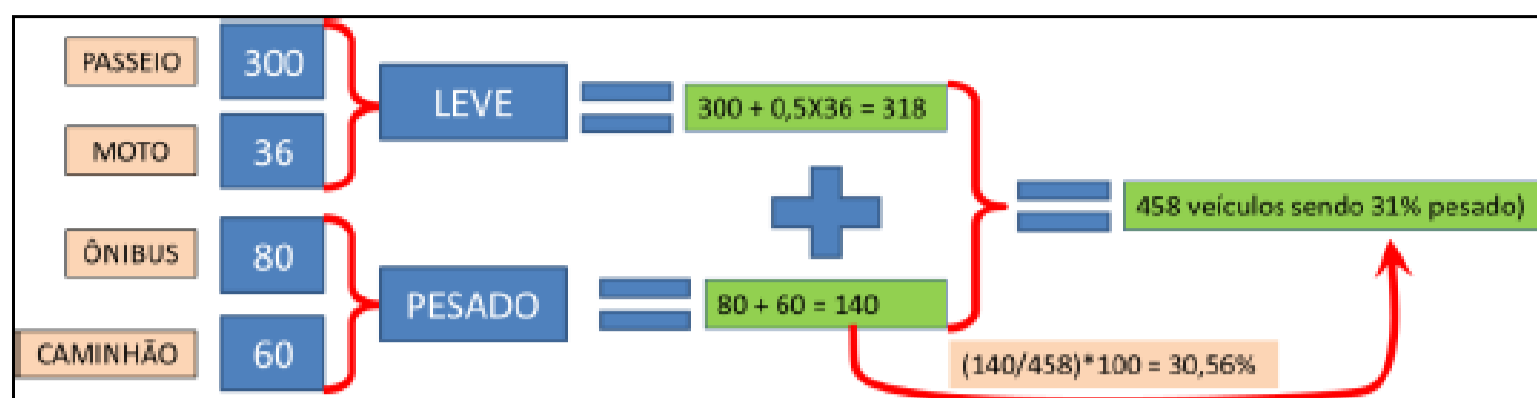 PASSEIO
300
MOTO
36
LEVE
300 + 0,5X36 = 318
ÔNIBUS
80
CAMINHÃO
60
PESADO
80 + 60 = 140
458 veículos sendo 31% pesado)
(140/458)*100 = 30,56%